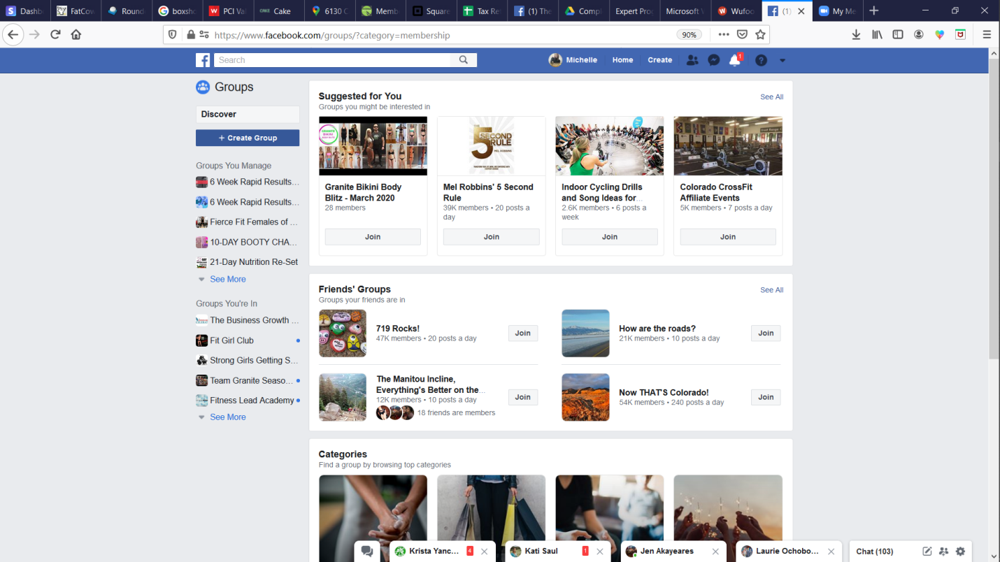 Dashb
FatCow
Round
boxsho
PCI Val
CAKE Cake
6130 C
Memb
Square
Tax Re
(1) The
Compl
Expert Pro
Microsoft V
Wufoo
(1)
My Me
https://www.facebook.com/groups/?category=membership
90%
Search
Michelle
Home
Create
1
Groups
Discover
+ Create Group
Groups You Manage
6 Week Rapid Results...
6 Week Rapid Results...
Fierce Fit Females of ...
10-DAY BOOTY CHA...
21-Day Nutrition Re-Set
See More
Groups You're In
The Business Growth ...
Fit Girl Club
Strong Girls Getting S...
Team Granite Seaso...
Fitness Lead Academy
See More
Suggested for You
See All
Groups you might be interested in
GRANITE
BIKINI
5 SECOND
RULE
MEL ROBBINS
Granite Bikini Body
Blitz - March 2020
28 members
Join
Mel Robbins' 5 Second
Rule
39K members • 20 posts a
day
Join
Indoor Cycling Drills
and Song Ideas for...
2.6K members • 6 posts a
week
Join
Colorado CrossFit
Affiliate Events
5K members • 7 posts a day
Join
Friends' Groups
See All
Groups your friends are in
719 Rocks!
47K members • 20 posts a day
Join
How are the roads?
21K members • 10 posts a day
Join
The Manitou Incline,
Everything's Better on the...
12K members • 10 posts a day
18 friends are members
Join
Now THAT'S Colorado!
54K members • 240 posts a day
Join
Categories
Find a group by browsing top categories
Krista Yanc...
4
Kati Saul
1
Jen Akayeares
Laurie Ochobo...
Chat (103)